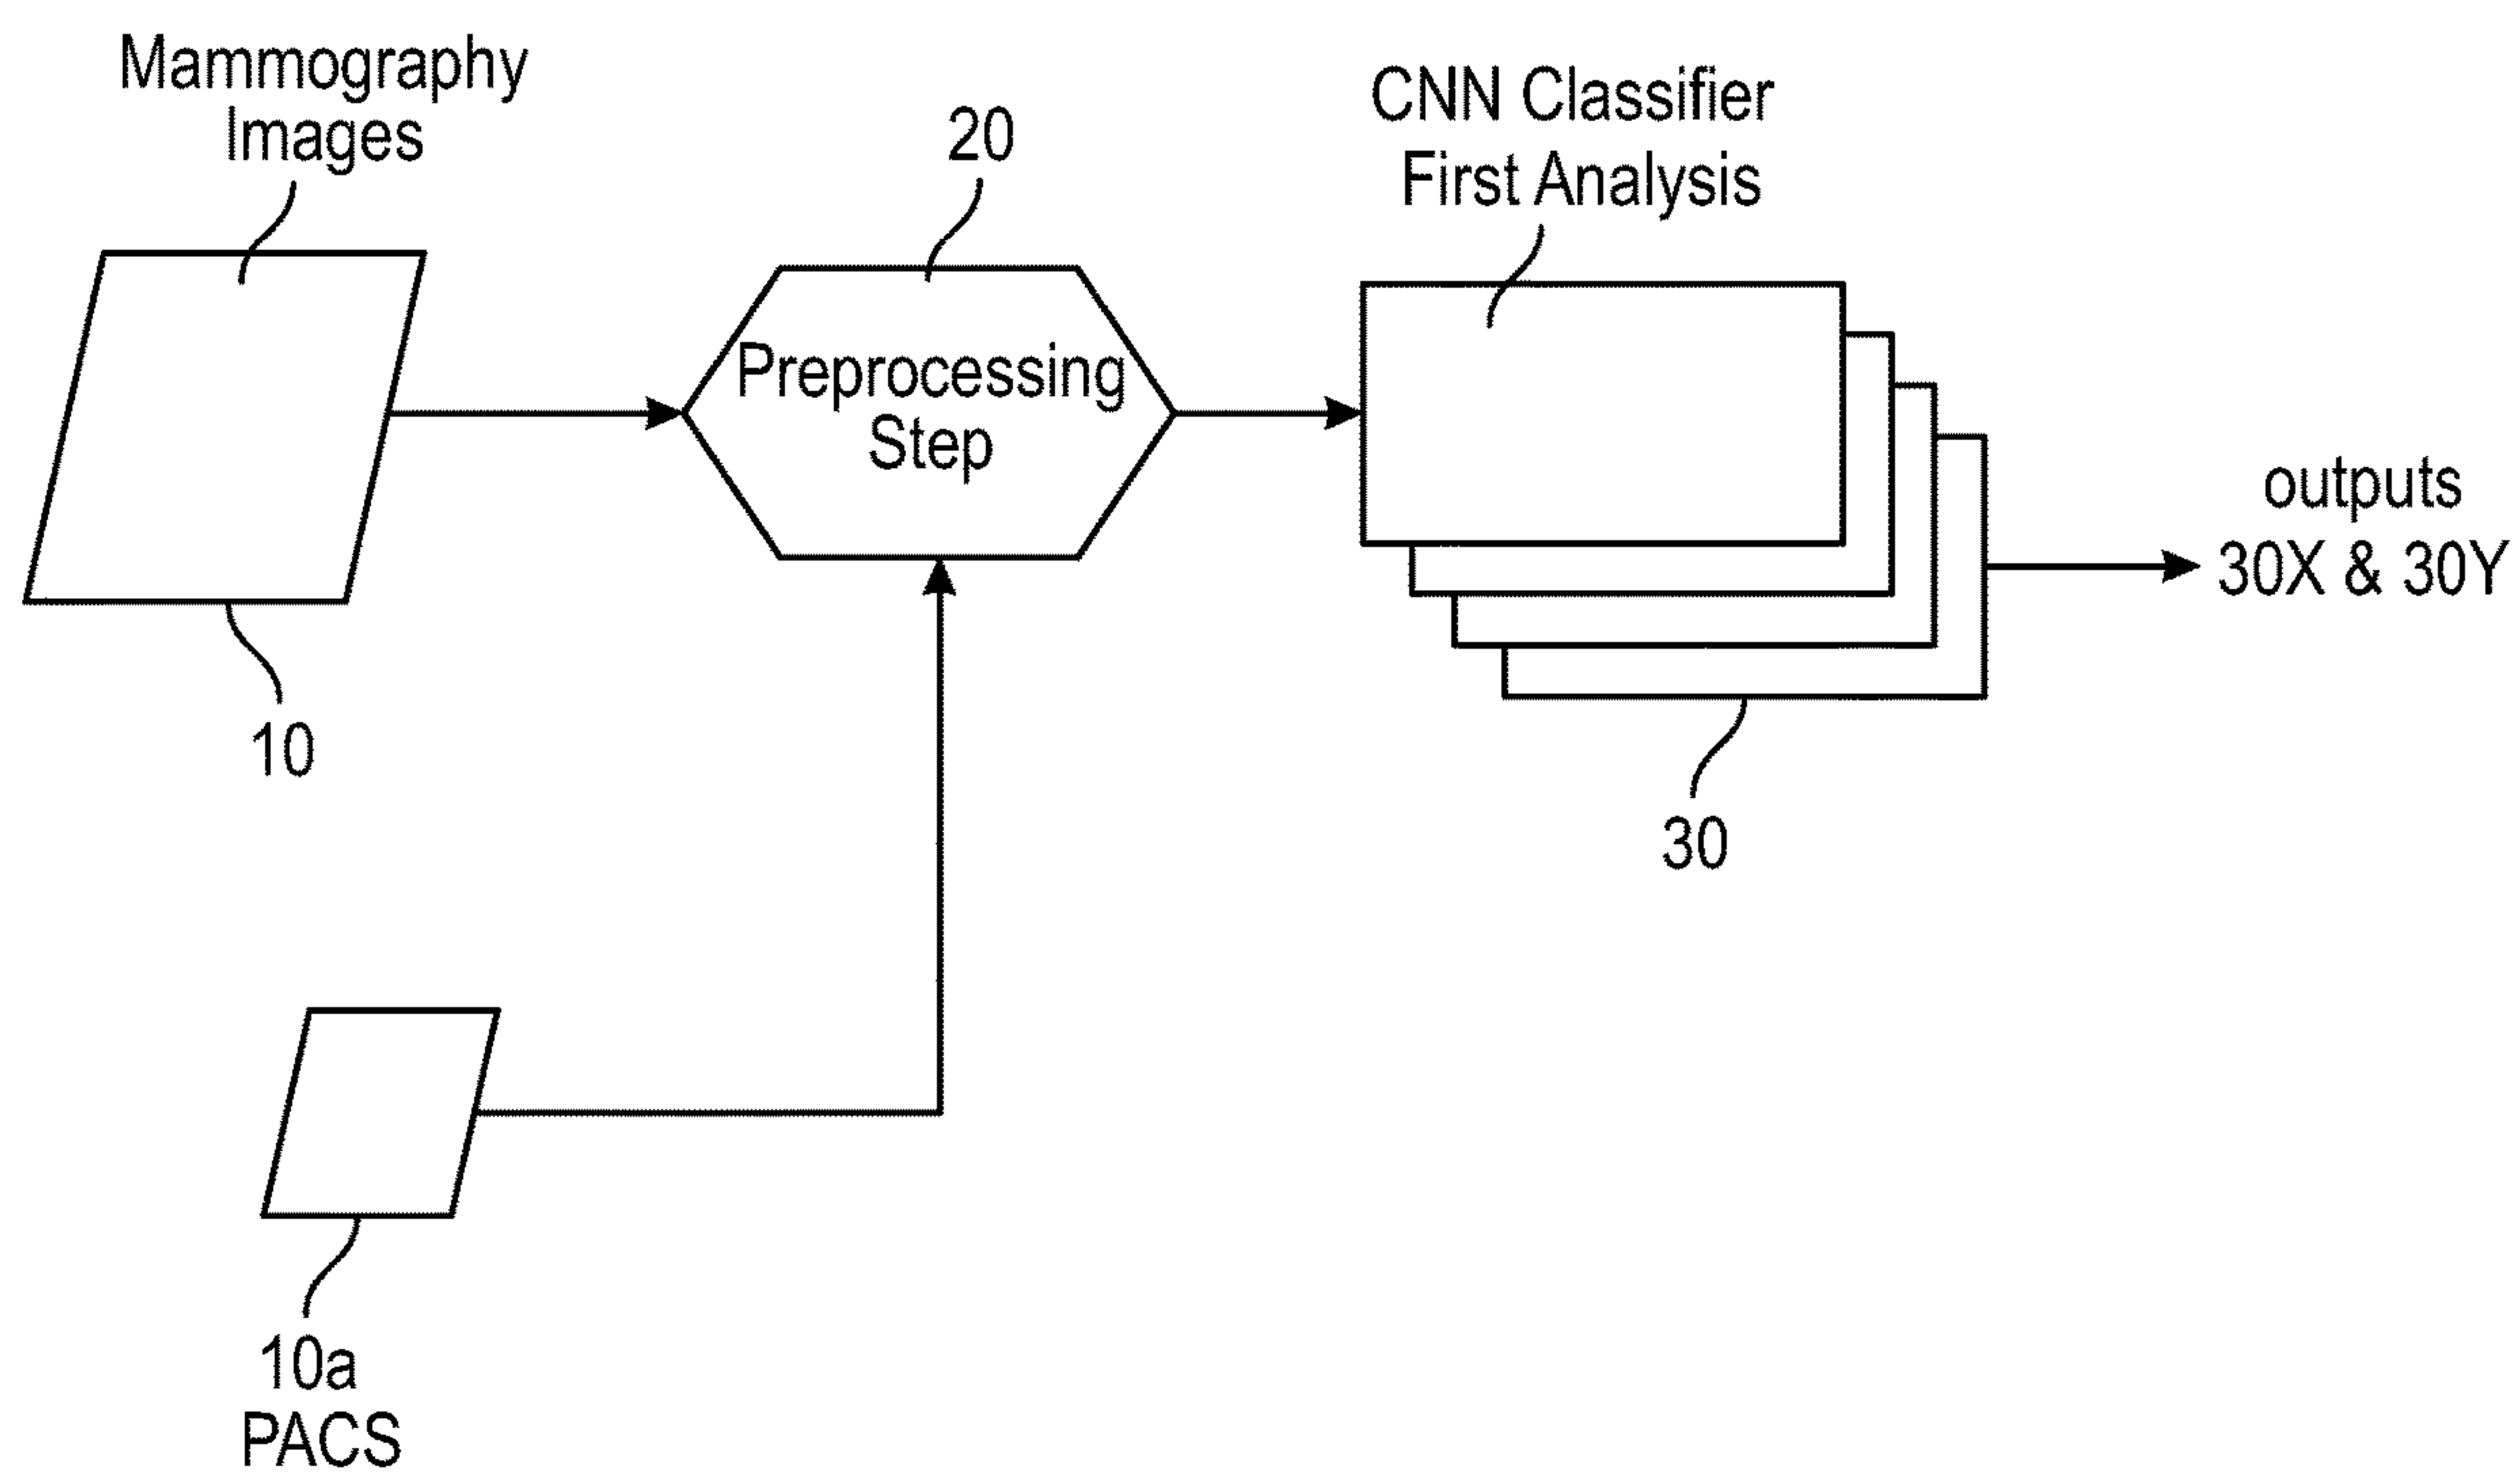 Mammography
Images
20
CNN Classifier
First Analysis
Preprocessing
Step
outputs
30X & 30Y
10
30
10a
PACS